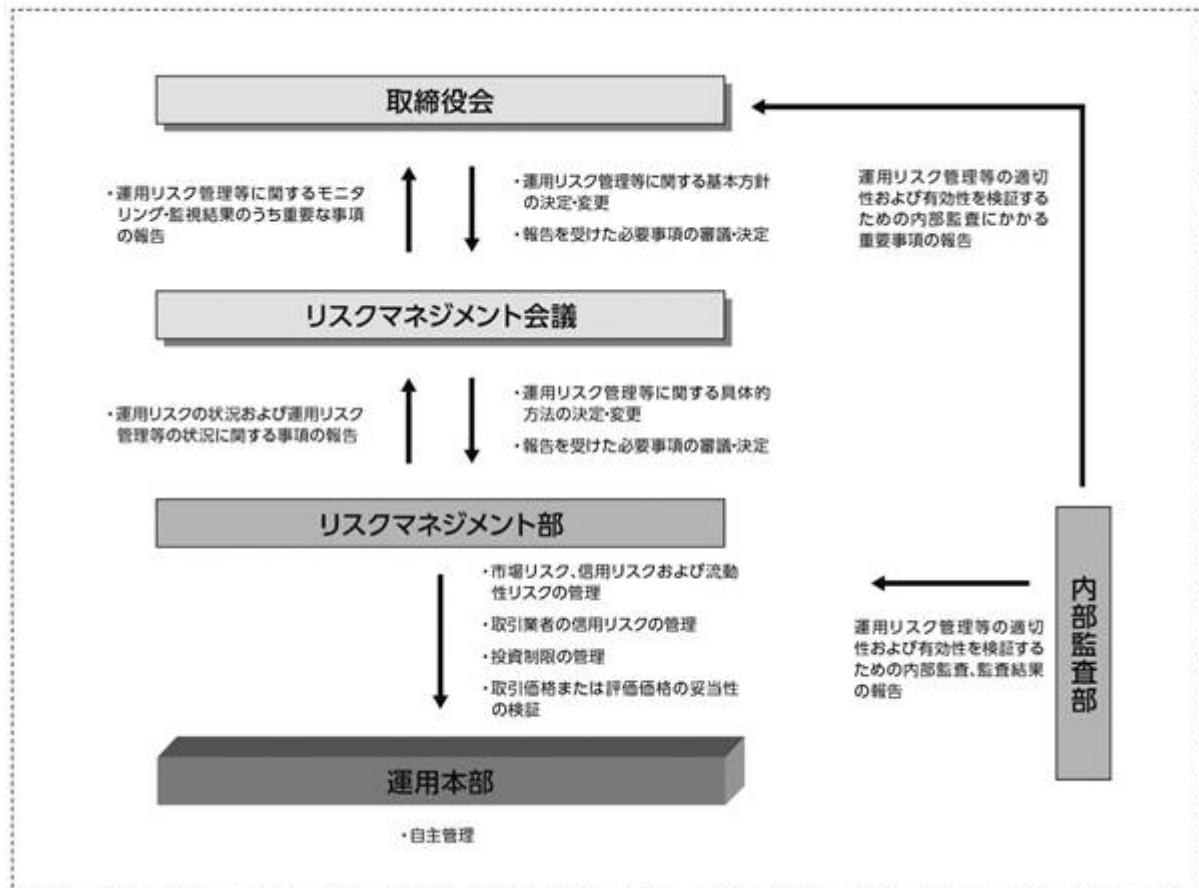 取締役会
・運用リスク管理等に関するモニタ
リング・監視結果のうち重要な事項
の報告
・運用リスク管理等に関する基本方針
の決定・変更
・報告を受けた必要事項の審議・決定
運用リスク管理等の適切
性および有効性を検証する
ための内部監査にかかる
重要事項の報告
リスクマネジメント会議
・運用リスクの状況および運用リスク
管理等の状況に関する事項の報告
・運用リスク管理等に関する具体的
方法の決定・変更
・報告を受けた必要事項の審議・決定
リスクマネジメント部
・市場リスク、信用リスクおよび流動
性リスクの管理
・取引業者の信用リスクの管理
・投資制限の管理
・取引価格または評価価格の妥当性
の検証
運用リスク管理等の適切
性および有効性を検証する
ための内部監査、監査結果
の報告
内部監査部
運用本部
・自主管理